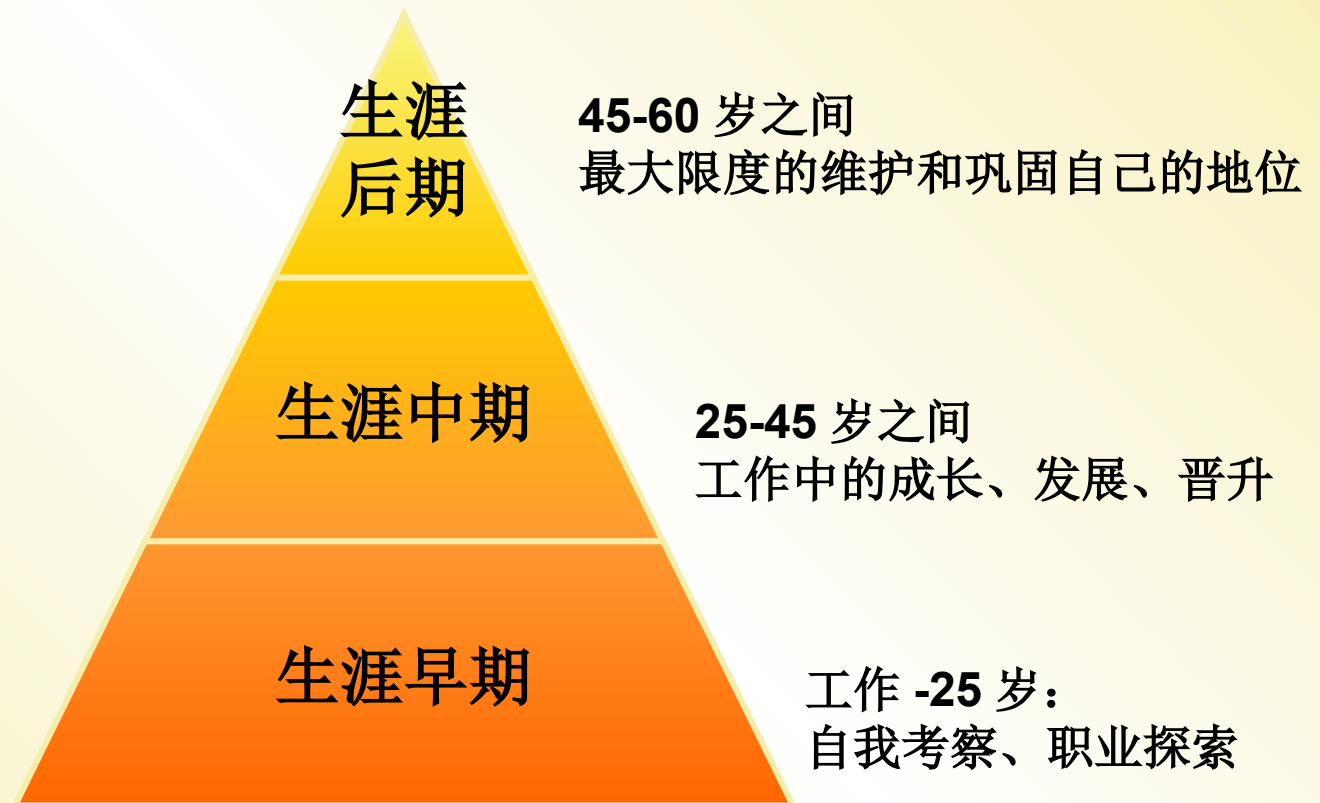 生涯
后期
45-60 岁之间
最大限度的维护和巩固自己的地位
生涯中期
25-45 岁之间
工作中的成长、发展、晋升
生涯早期
工作 -25 岁：
自我考察、职业探索